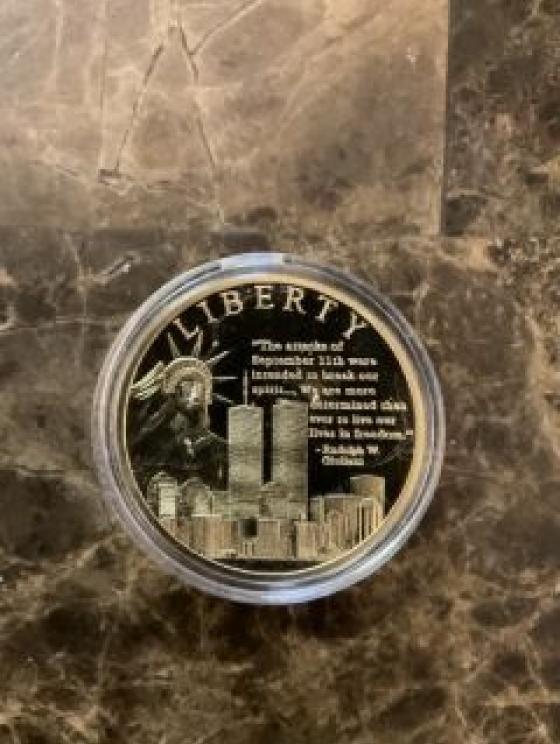 LIBERTY
"The attacks of
September 11th were
intended to break our
spirit... We are more
determined than
ever to live our
lives in freedom."
-Rudolph W.
Giuliani